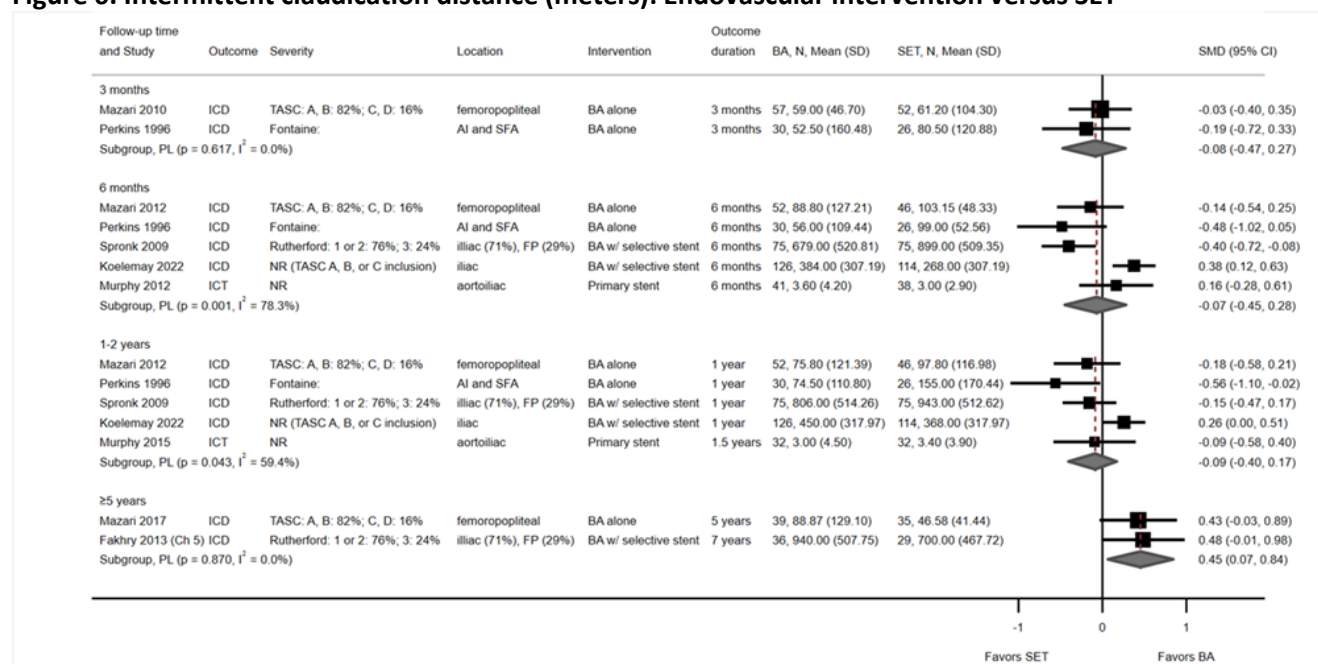 Figure 6. Intermittent claudication distance (meters): Endovascular intervention versus SET
Follow-up time Outcome
and Study Outcome Severity Location Intervention duration BA, N, Mean (SD) SET, N, Mean (SD) SMD (95% CI)
3 months
Mazari 2010 ICD TASC: A, B: 82%; C, D: 16% femoropopliteal BA alone 3 months 57, 59.00 (46.70) 52, 61.20 (104.30) -0.03 (-0.40, 0.35)
Perkins 1996 ICD Fontaine: AI and SFA BA alone 3 months 30, 52.50 (160.48) 26, 80.50 (120.88) -0.19 (-0.72, 0.33)
Subgroup, PL (p = 0.617, I² = 0.0%) -0.08 (-0.47, 0.27)
6 months
Mazari 2012 ICD TASC: A, B: 82%; C, D: 16% femoropopliteal BA alone 6 months 52, 88.80 (127.21) 46, 103.15 (48.33) -0.14 (-0.54, 0.25)
Perkins 1996 ICD Fontaine: AI and SFA BA alone 6 months 30, 56.00 (109.44) 26, 99.00 (52.56) -0.48 (-1.02, 0.05)
Spronk 2009 ICD Rutherford: 1 or 2: 76%; 3: 24% illiac (71%), FP (29%) BA w/ selective stent 6 months 75, 679.00 (520.81) 75, 899.00 (509.35) -0.40 (-0.72, -0.08)
Koelemay 2022 ICD NR (TASC A, B, or C inclusion) iliac BA w/ selective stent 6 months 126, 384.00 (307.19) 114, 268.00 (307.19) 0.38 (0.12, 0.63)
Murphy 2012 ICT NR aortoiliac Primary stent 6 months 41, 3.60 (4.20) 38, 3.00 (2.90) 0.16 (-0.28, 0.61)
Subgroup, PL (p = 0.001, I² = 78.3%) -0.07 (-0.45, 0.28)
1-2 years
Mazari 2012 ICD TASC: A, B: 82%; C, D: 16% femoropopliteal BA alone 1 year 52, 75.80 (121.39) 46, 97.80 (116.98) -0.18 (-0.58, 0.21)
Perkins 1996 ICD Fontaine: AI and SFA BA alone 1 year 30, 74.50 (110.80) 26, 155.00 (170.44) -0.56 (-1.10, -0.02)
Spronk 2009 ICD Rutherford: 1 or 2: 76%; 3: 24% illiac (71%), FP (29%) BA w/ selective stent 1 year 75, 806.00 (514.26) 75, 943.00 (512.62) -0.15 (-0.47, 0.17)
Koelemay 2022 ICD NR (TASC A, B, or C inclusion) iliac BA w/ selective stent 1 year 126, 450.00 (317.97) 114, 368.00 (317.97) 0.26 (0.00, 0.51)
Murphy 2015 ICT NR aortoiliac Primary stent 1.5 years 32, 3.00 (4.50) 32, 3.40 (3.90) -0.09 (-0.58, 0.40)
Subgroup, PL (p = 0.043, I² = 59.4%) -0.09 (-0.40, 0.17)
≥5 years
Mazari 2017 ICD TASC: A, B: 82%; C, D: 16% femoropopliteal BA alone 5 years 39, 88.87 (129.10) 35, 46.58 (41.44) 0.43 (-0.03, 0.89)
Fakhry 2013 (Ch 5) ICD Rutherford: 1 or 2: 76%; 3: 24% illiac (71%), FP (29%) BA w/ selective stent 7 years 36, 940.00 (507.75) 29, 700.00 (467.72) 0.48 (-0.01, 0.98)
Subgroup, PL (p = 0.870, I² = 0.0%) 0.45 (0.07, 0.84)
-1 0 1
Favors SET Favors BA